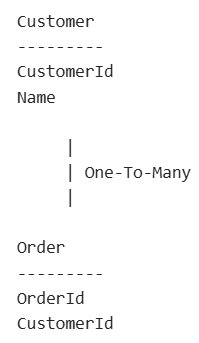 Customer
---------
CustomerId
Name
|
| One-To-Many
|
Order
---------
OrderId
CustomerId